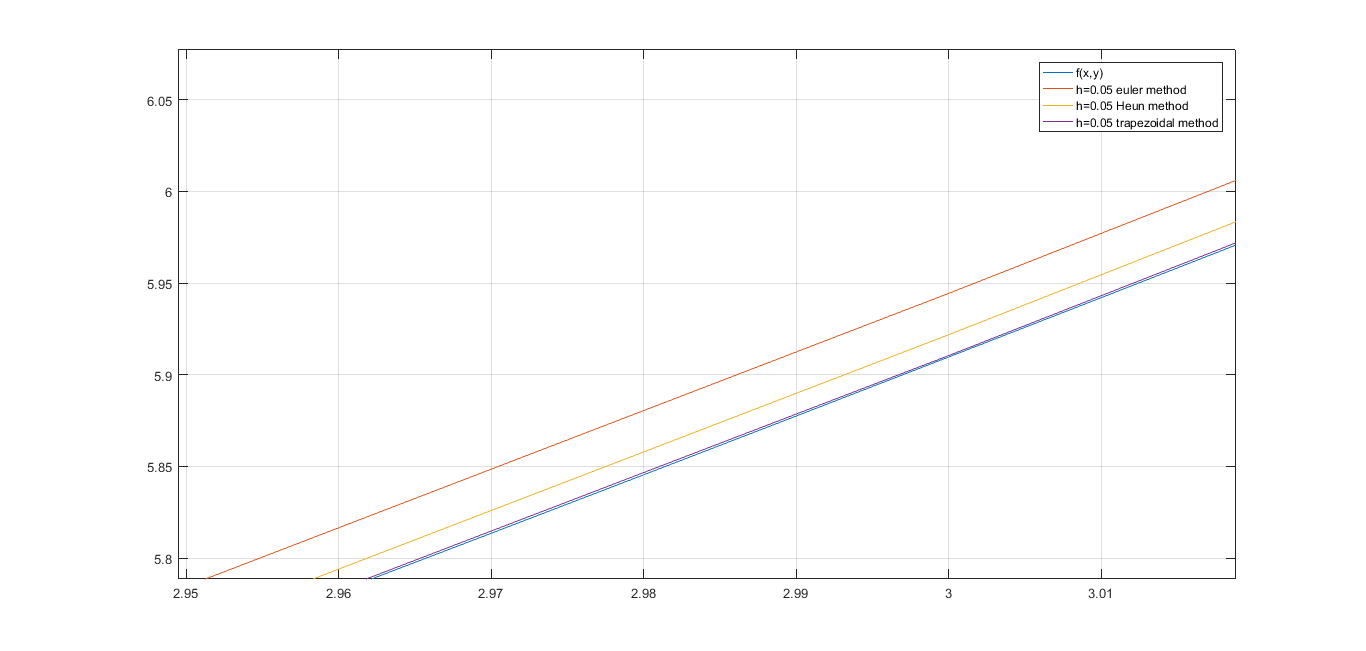 f(x,y)
h=0.05 euler method
h=0.05 Heun method
h=0.05 trapezoidal method
6.05
6
5.95
5.9
5.85
5.8
2.95 2.96 2.97 2.98 2.99 3 3.01